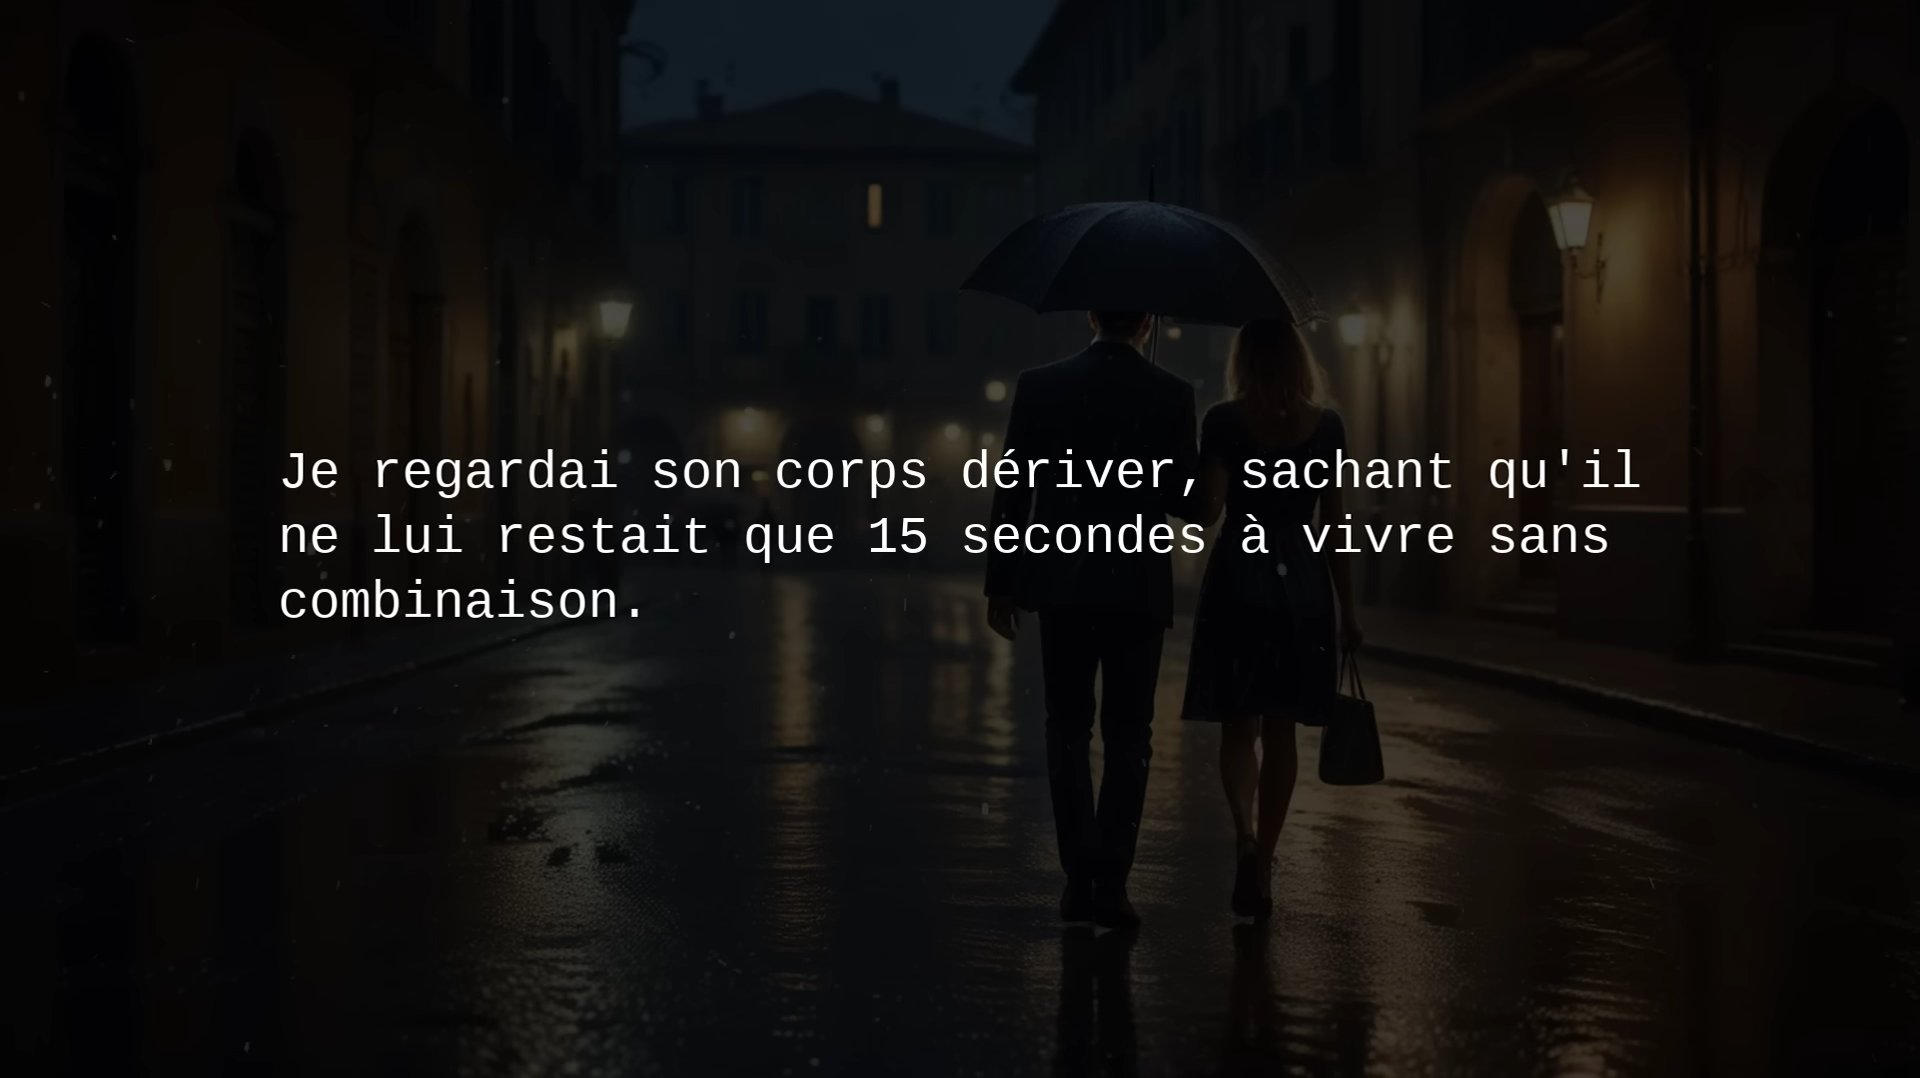 Je regardai son corps dériver, sachant qu'il
ne lui restait que 15 secondes à vivre sans
combinaison.